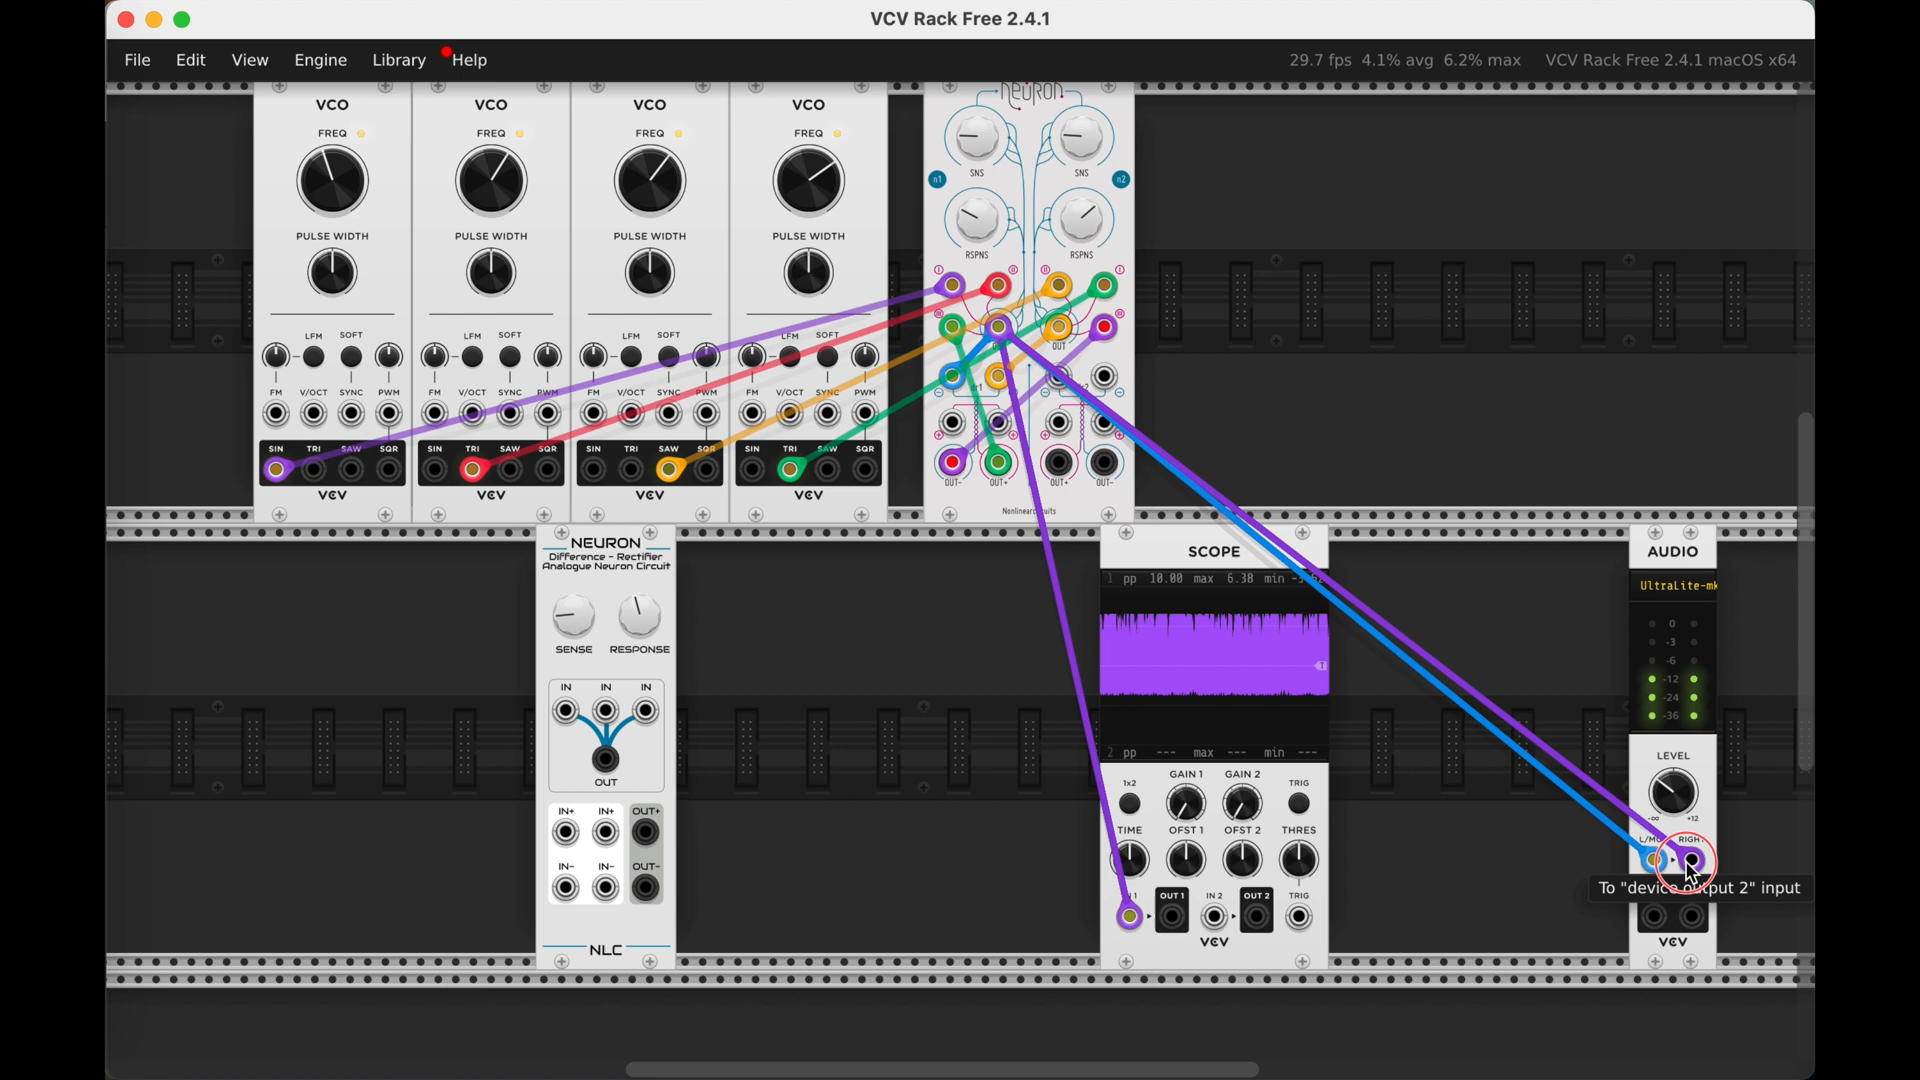 VCV Rack Free 2.4.1
File Edit View Engine Library Help
29.7 fps 4.1% avg 6.2% max VCV Rack Free 2.4.1 macOS x64
VCO VCO VCO VCO
neuron
FREQ FREQ FREQ FREQ
SNS SNS
n1 n2
PULSE WIDTH PULSE WIDTH PULSE WIDTH PULSE WIDTH
RSPNS RSPNS
LFM SOFT LFM SOFT LFM SOFT LFM SOFT
OUT
FM V/OCT SYNC PWM FM V/OCT SYNC PWM FM V/OCT SYNC PWM FM V/OCT SYNC PWM
SIN TRI SAW SQR SIN TRI SAW SQR SIN TRI SAW SQR SIN TRI SAW SQR
OUT- OUT+ OUT+ OUT-
VCV VCV VCV VCV
Nonlinearcircuits
NEURON
Difference - Rectifier
Analogue Neuron Circuit
SENSE RESPONSE
IN IN IN
OUT
IN+ IN+ OUT+
IN- IN- OUT-
NLC
SCOPE
1 pp 10.00 max 6.38 min
2 pp --- max --- min ---
1x2 GAIN 1 GAIN 2 TRIG
TIME OFST 1 OFST 2 THRES
OUT 1 IN 2 OUT 2 TRIG
VCV
AUDIO
UltraLite-mk
0
-3
-6
-12
-24
-36
LEVEL
-∞ +12
To "device output 2" input
VCV